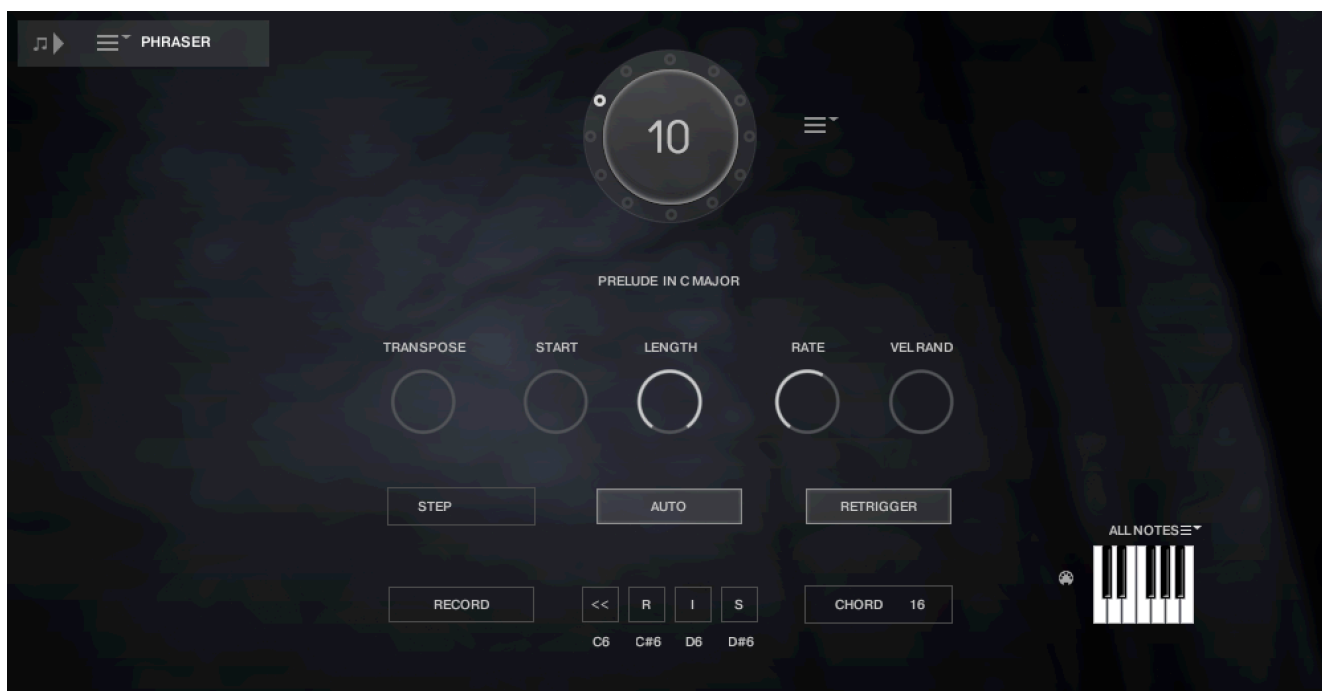 PHRASER
10
PRELUDE IN C MAJOR
TRANSPOSE START LENGTH RATE VEL RAND
STEP AUTO RETRIGGER
ALL NOTES
RECORD << R I S CHORD 16
C6 C#6 D6 D#6